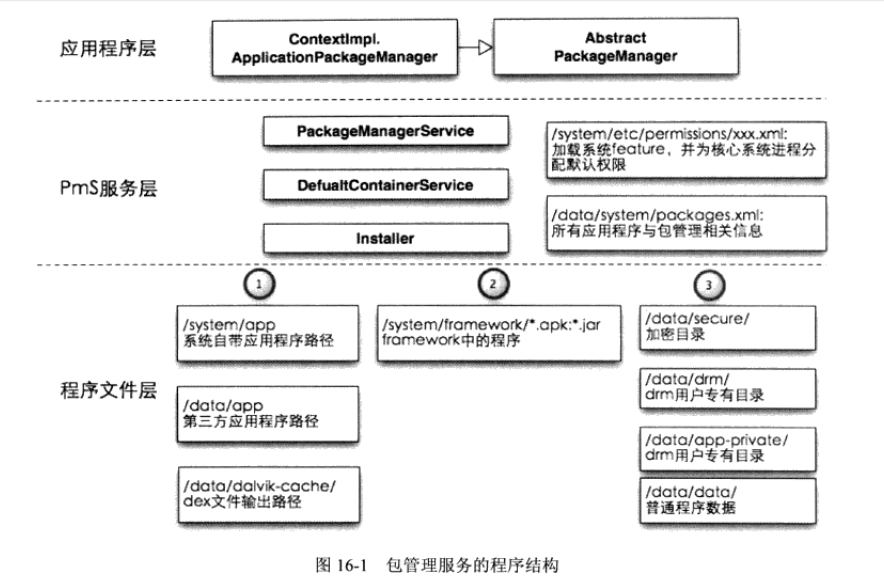 应用程序层
ContextImpl.
ApplicationPackageManager
Abstract
PackageManager
PmS服务层
PackageManagerService
DefualtContainerService
Installer
/system/etc/permissions/xxx.xml:
加载系统feature，并为核心系统进程分
配默认权限
/data/system/packages.xml:
所有应用程序与包管理相关信息
程序文件层
1
/system/app
系统自带应用程序路径
/data/app
第三方应用程序路径
/data/dalvik-cache/
dex文件输出路径
2
/system/framework/*.apk:*.jar
framework中的程序
3
/data/secure/
加密目录
/data/drm/
drm用户专有目录
/data/app-private/
drm用户专有目录
/data/data/
普通程序数据
图 16-1 包管理服务的程序结构